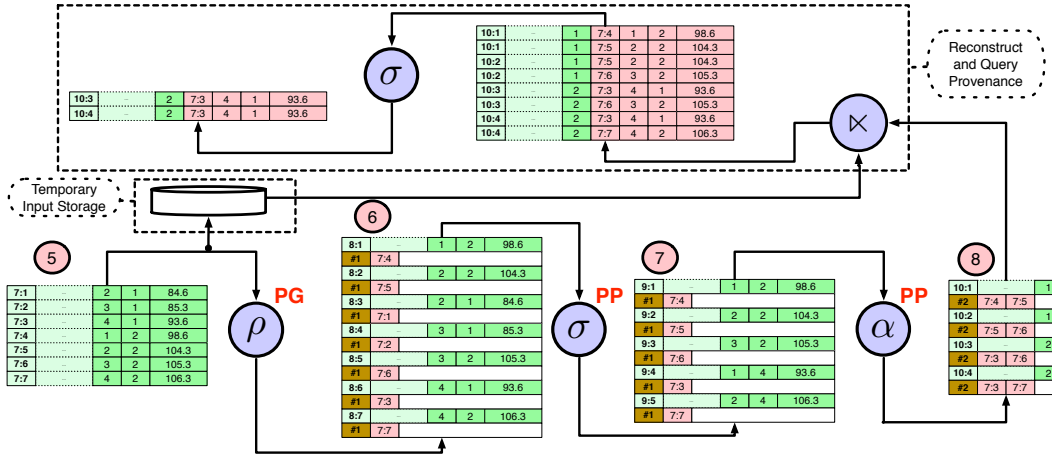 10:1 .. 1 7:4 1 2 98.6
10:1 1 7:5 2 2 104.3
10:2 1 7:5 2 2 104.3
10:2 1 7:6 3 2 105.3
10:3 2 7:3 4 1 93.6
10:3 2 7:6 3 2 105.3
10:4 2 7:3 4 1 93.6
10:4 2 7:7 4 2 106.3
σ
Reconstruct
and Query
Provenance
10:3 .. 2 7:3 4 1 93.6
10:4 2 7:3 4 1 93.6
⋉
Temporary
Input Storage
5
7:1 .. 2 1 84.6
7:2 3 1 85.3
7:3 4 1 93.6
7:4 1 2 98.6
7:5 2 2 104.3
7:6 3 2 105.3
7:7 4 2 106.3
PG
ρ
6
8:1 .. 1 2 98.6
#1 7:4
8:2 .. 2 2 104.3
#1 7:5
8:3 .. 2 1 84.6
#1 7:1
8:4 .. 3 1 85.3
#1 7:2
8:5 .. 3 2 105.3
#1 7:6
8:6 .. 4 1 93.6
#1 7:3
8:7 .. 4 2 106.3
#1 7:7
PP
σ
7
9:1 .. 1 2 98.6
#1 7:4
9:2 .. 2 2 104.3
#1 7:5
9:3 .. 3 2 105.3
#1 7:6
9:4 .. 1 4 93.6
#1 7:3
9:5 .. 2 4 106.3
#1 7:7
PP
α
8
10:1 .. 1
#2 7:4 7:5
10:2 .. 1
#2 7:5 7:6
10:3 .. 2
#2 7:3 7:6
10:4 .. 2
#2 7:3 7:7